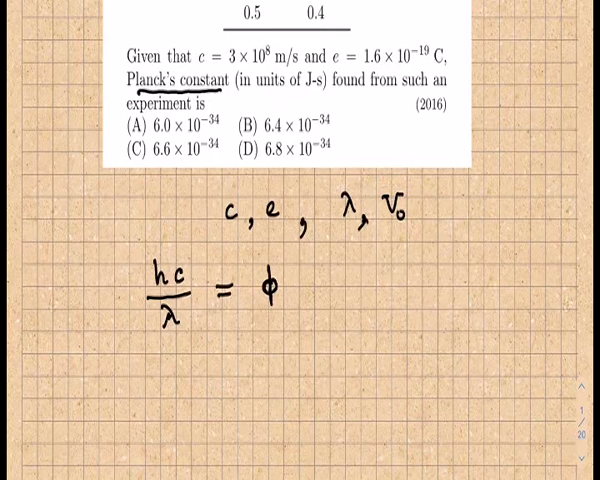 0.5 0.4
Given that c = 3 × 10⁸ m/s and e = 1.6 × 10⁻¹⁹ C,
Planck's constant (in units of J-s) found from such an
experiment is (2016)
(A) 6.0 × 10⁻³⁴ (B) 6.4 × 10⁻³⁴
(C) 6.6 × 10⁻³⁴ (D) 6.8 × 10⁻³⁴
c, e, λ, V₀
hc/λ = ϕ
1
/
20